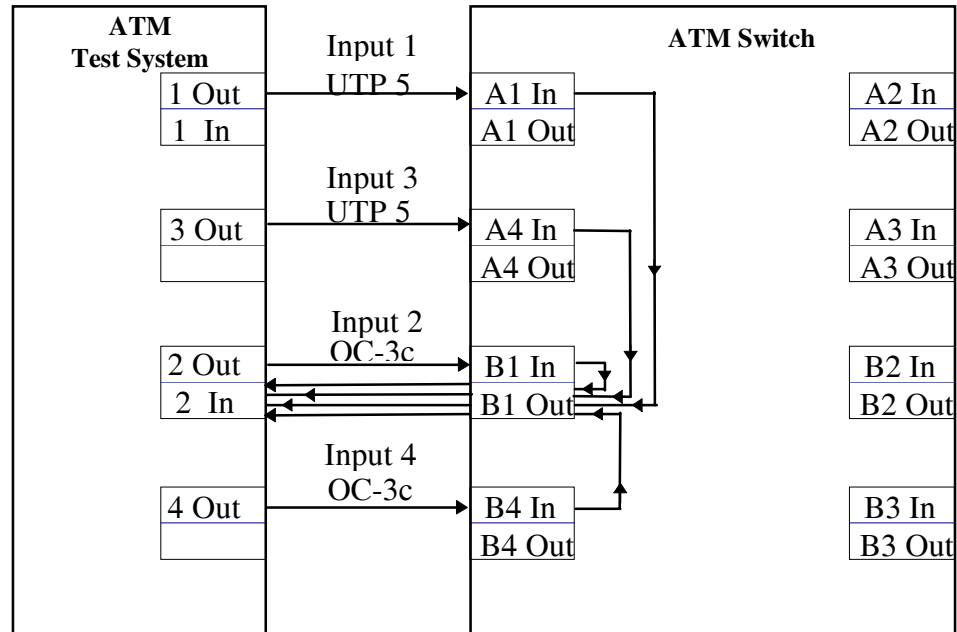 ATM
Test System
Input 1
UTP 5
ATM Switch
1 Out
1 In
A1 In
A1 Out
A2 In
A2 Out
Input 3
UTP 5
3 Out
A4 In
A4 Out
A3 In
A3 Out
Input 2
OC-3c
2 Out
2 In
B1 In
B1 Out
B2 In
B2 Out
Input 4
OC-3c
4 Out
B4 In
B4 Out
B3 In
B3 Out